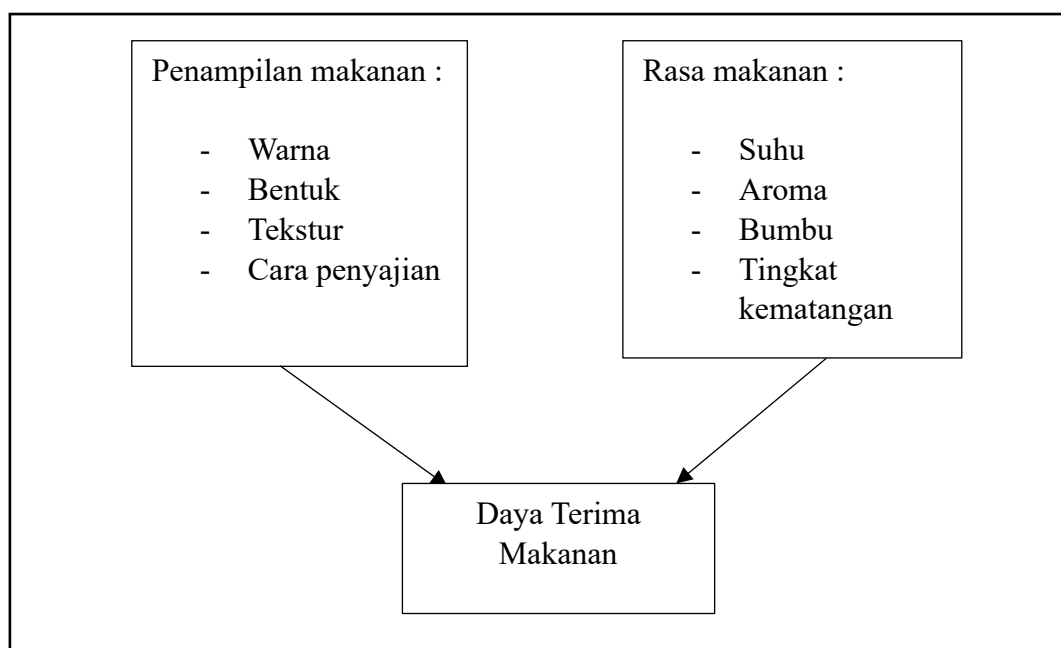 Penampilan makanan :
- Warna
- Bentuk
- Tekstur
- Cara penyajian
Rasa makanan :
- Suhu
- Aroma
- Bumbu
- Tingkat
kematangan
Daya Terima
Makanan